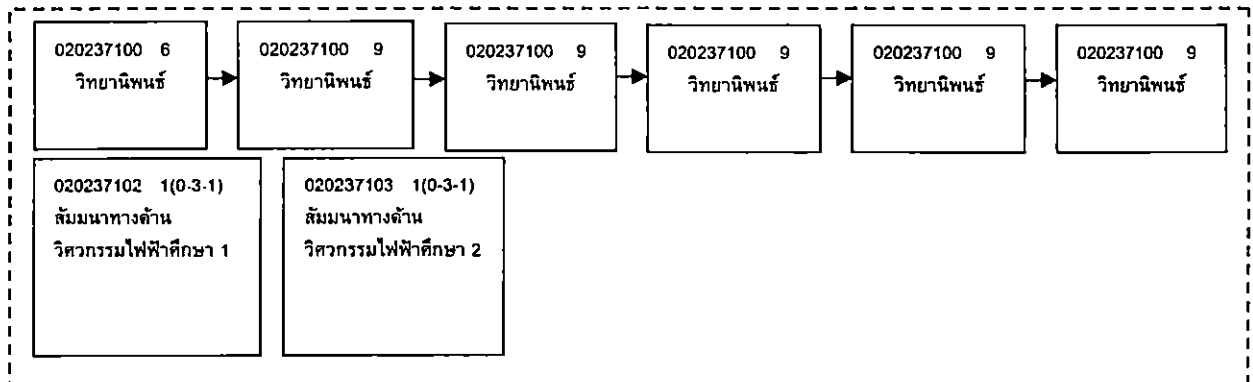 020237100 6
วิทยานิพนธ์
020237100 9
วิทยานิพนธ์
020237100 9
วิทยานิพนธ์
020237100 9
วิทยานิพนธ์
020237100 9
วิทยานิพนธ์
020237100 9
วิทยานิพนธ์
020237102 1(0-3-1)
สัมมนาทางด้าน
วิศวกรรมไฟฟ้าศึกษา 1
020237103 1(0-3-1)
สัมมนาทางด้าน
วิศวกรรมไฟฟ้าศึกษา 2